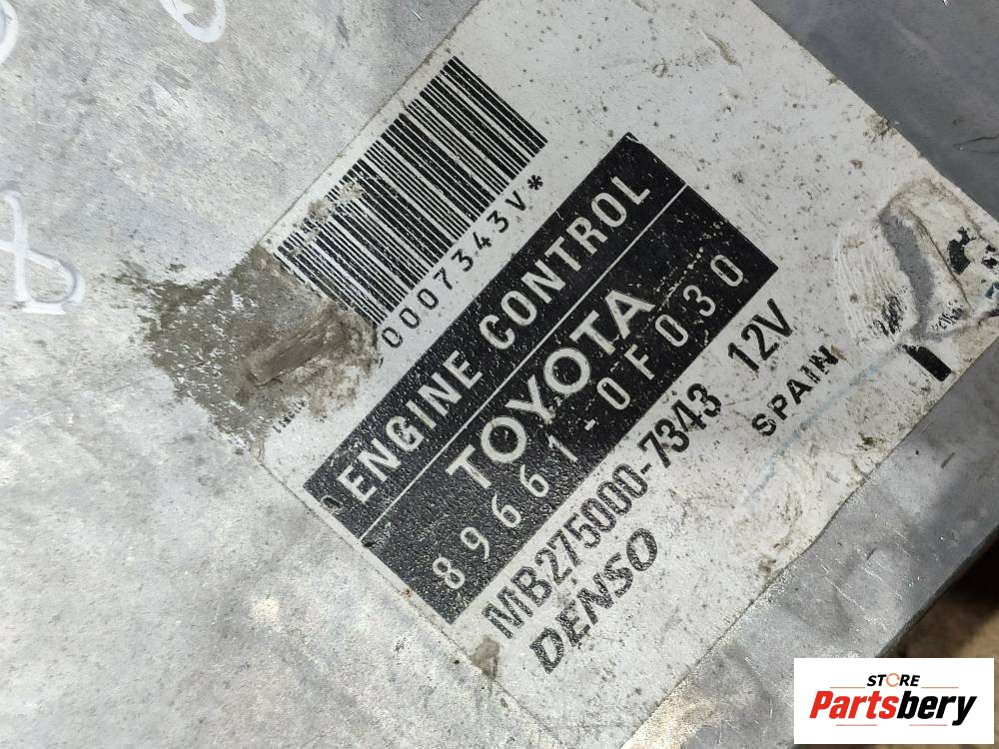 0007343V*
ENGINE CONTROL
TOYOTA
89661-0F030
MB275000-7343 12V
DENSO
SPAIN
STORE
Partsbery